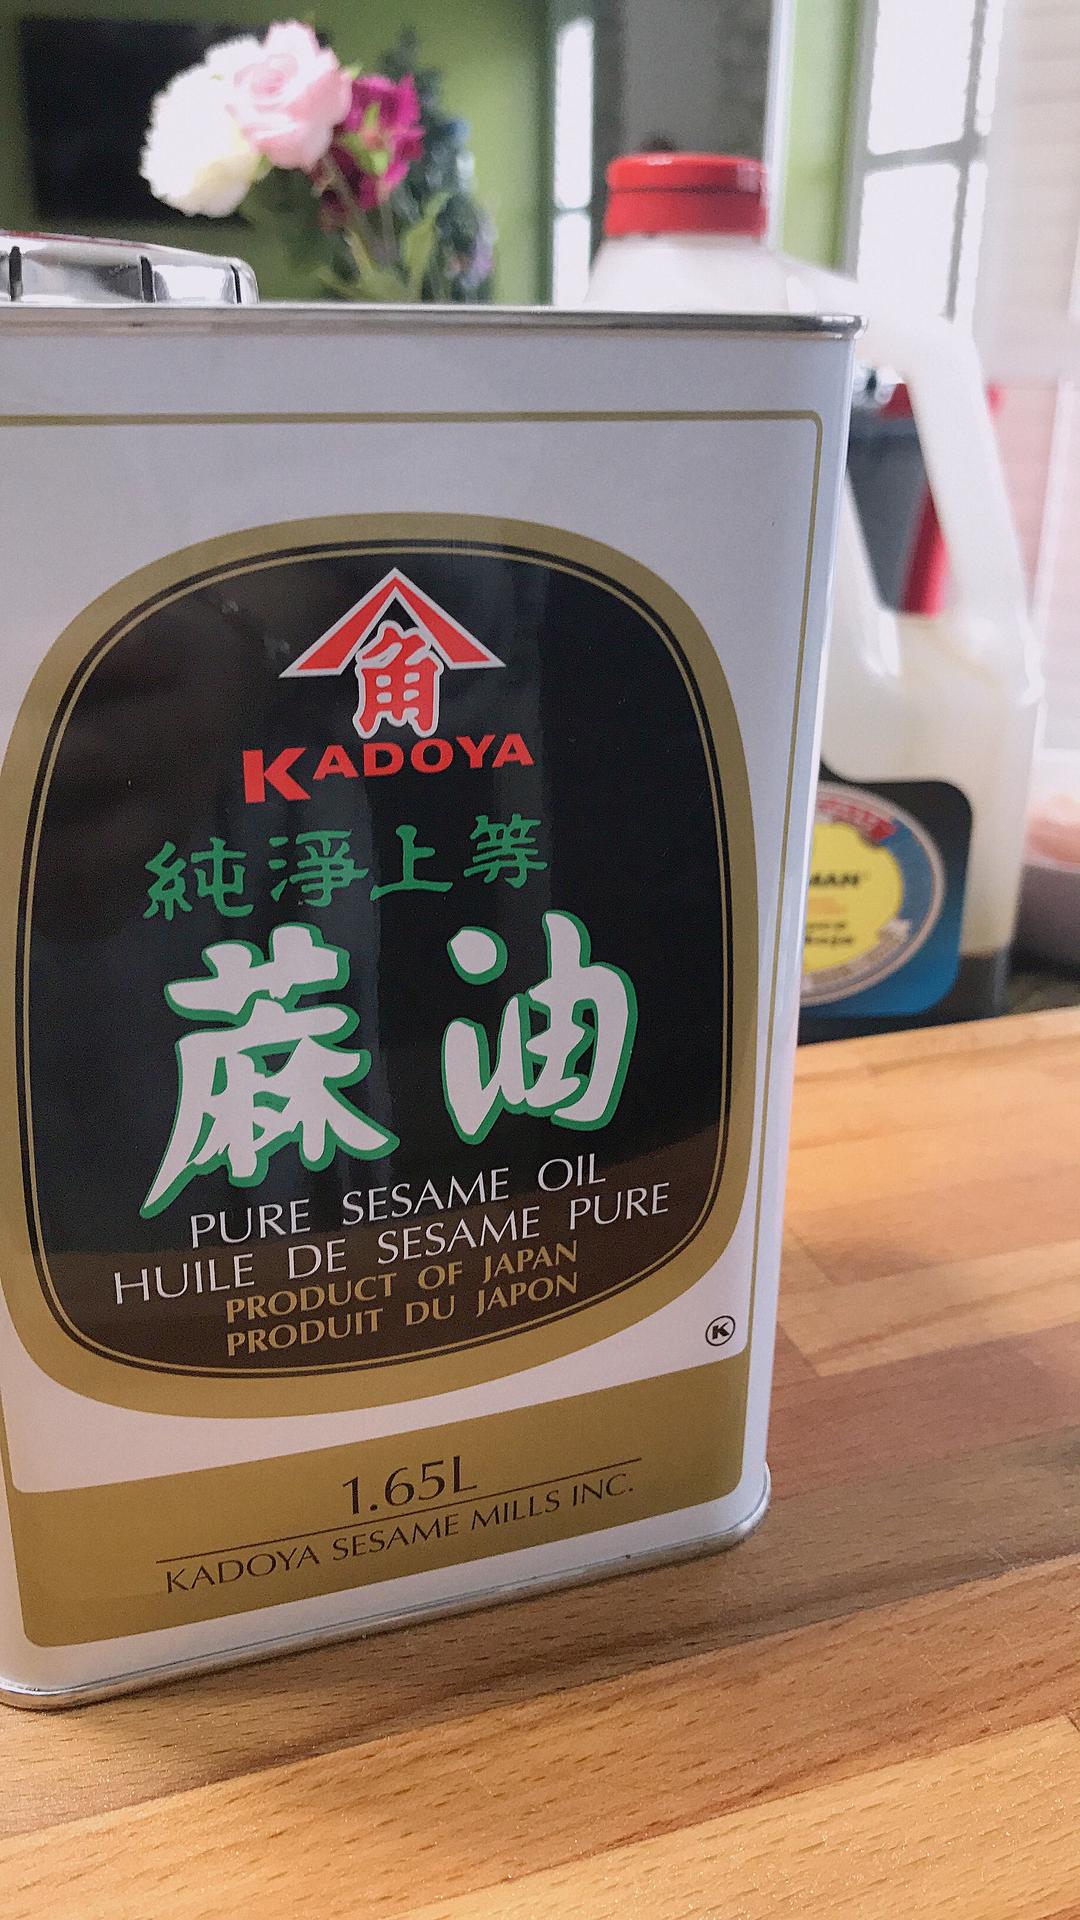 角
KADOYA
純淨上等
蔴油
PURE SESAME OIL
HUILE DE SESAME PURE
PRODUCT OF JAPAN
PRODUIT DU JAPON
K
1.65L
KADOYA SESAME MILLS INC.